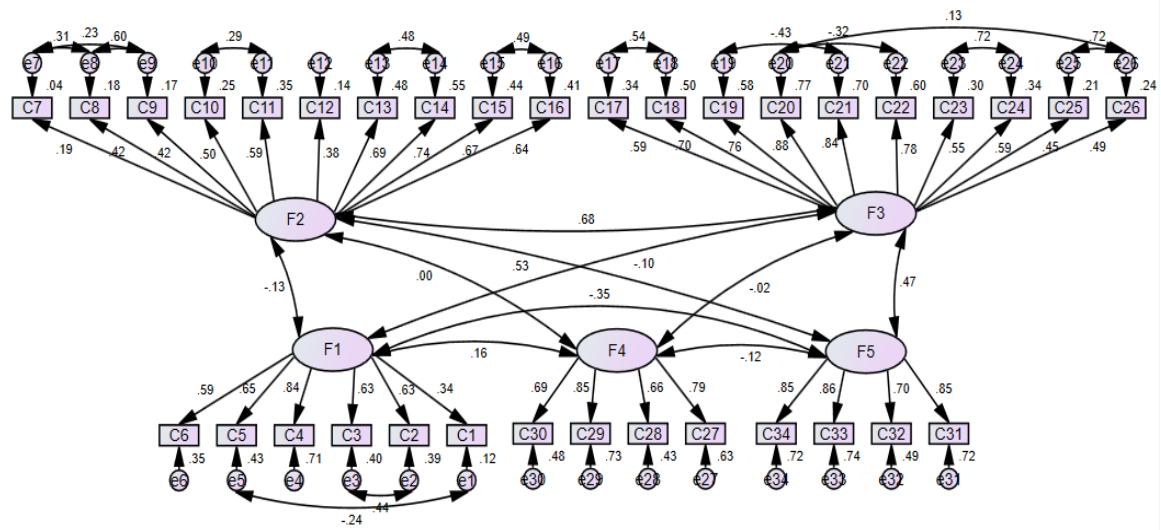 .13
.31 .23 .60 .29 .48 .49 .54 -.43 -.32 .72 .72
e7 e8 e9 e10 e11 e12 e13 e14 e15 e16 e17 e18 e19 e20 e21 e22 e23 e24 e25 e26
.04 .18 .17 .25 .35 .14 .48 .55 .44 .41 .34 .50 .58 .77 .70 .60 .30 .34 .21 .24
C7 C8 C9 C10 C11 C12 C13 C14 C15 C16 C17 C18 C19 C20 C21 C22 C23 C24 C25 C26
.19 .42 .42 .50 .59 .38 .69 .74 .67 .64 .59 .70 .76 .88 .84 .78 .55 .59 .45 .49
F2 F3
.68
.00 .53 -.10
-.13 -.02 .47
-.35
F1 F4 F5
.16 -.12
.59 .65 .84 .63 .63 .34 .69 .85 .66 .79 .85 .86 .70 .85
C6 C5 C4 C3 C2 C1 C30 C29 C28 C27 C34 C33 C32 C31
.35 .43 .71 .40 .39 .12 .48 .73 .43 .63 .72 .74 .49 .72
e6 e5 e4 e3 e2 e1 e30 e29 e28 e27 e34 e33 e32 e31
.44
-.24